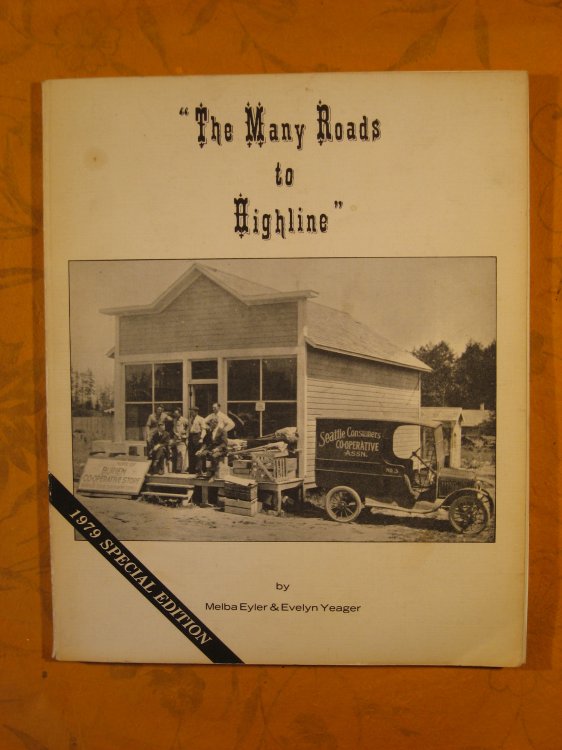 "The Many Roads
to
Highline"
Seattle Consumers
CO-OPERATIVE
ASSN.
NO. 3
BURIEN
CO-OPERATIVE STORE
1979 SPECIAL EDITION
by
Melba Eyler & Evelyn Yeager